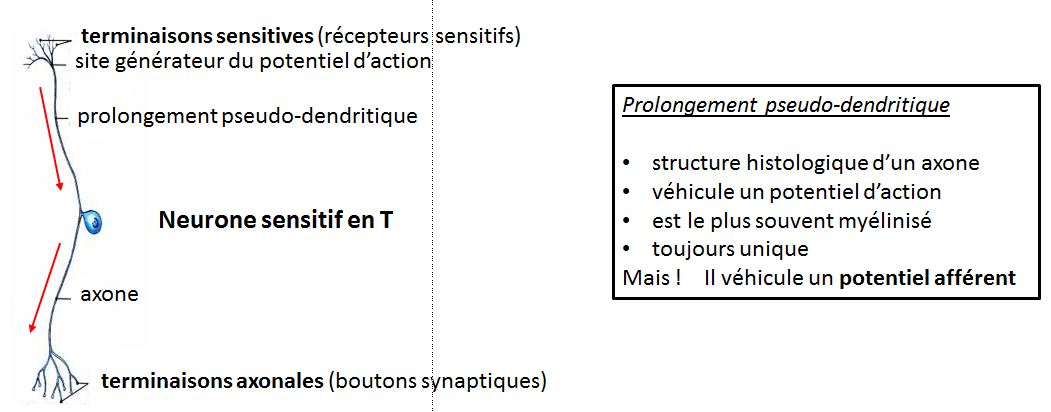 terminaisons sensitives (récepteurs sensitifs)
site générateur du potentiel d’action
prolongement pseudo-dendritique
Neurone sensitif en T
axone
terminaisons axonales (boutons synaptiques)
Prolongement pseudo-dendritique
• structure histologique d’un axone
• véhicule un potentiel d’action
• est le plus souvent myélinisé
• toujours unique
Mais ! Il véhicule un potentiel afférent